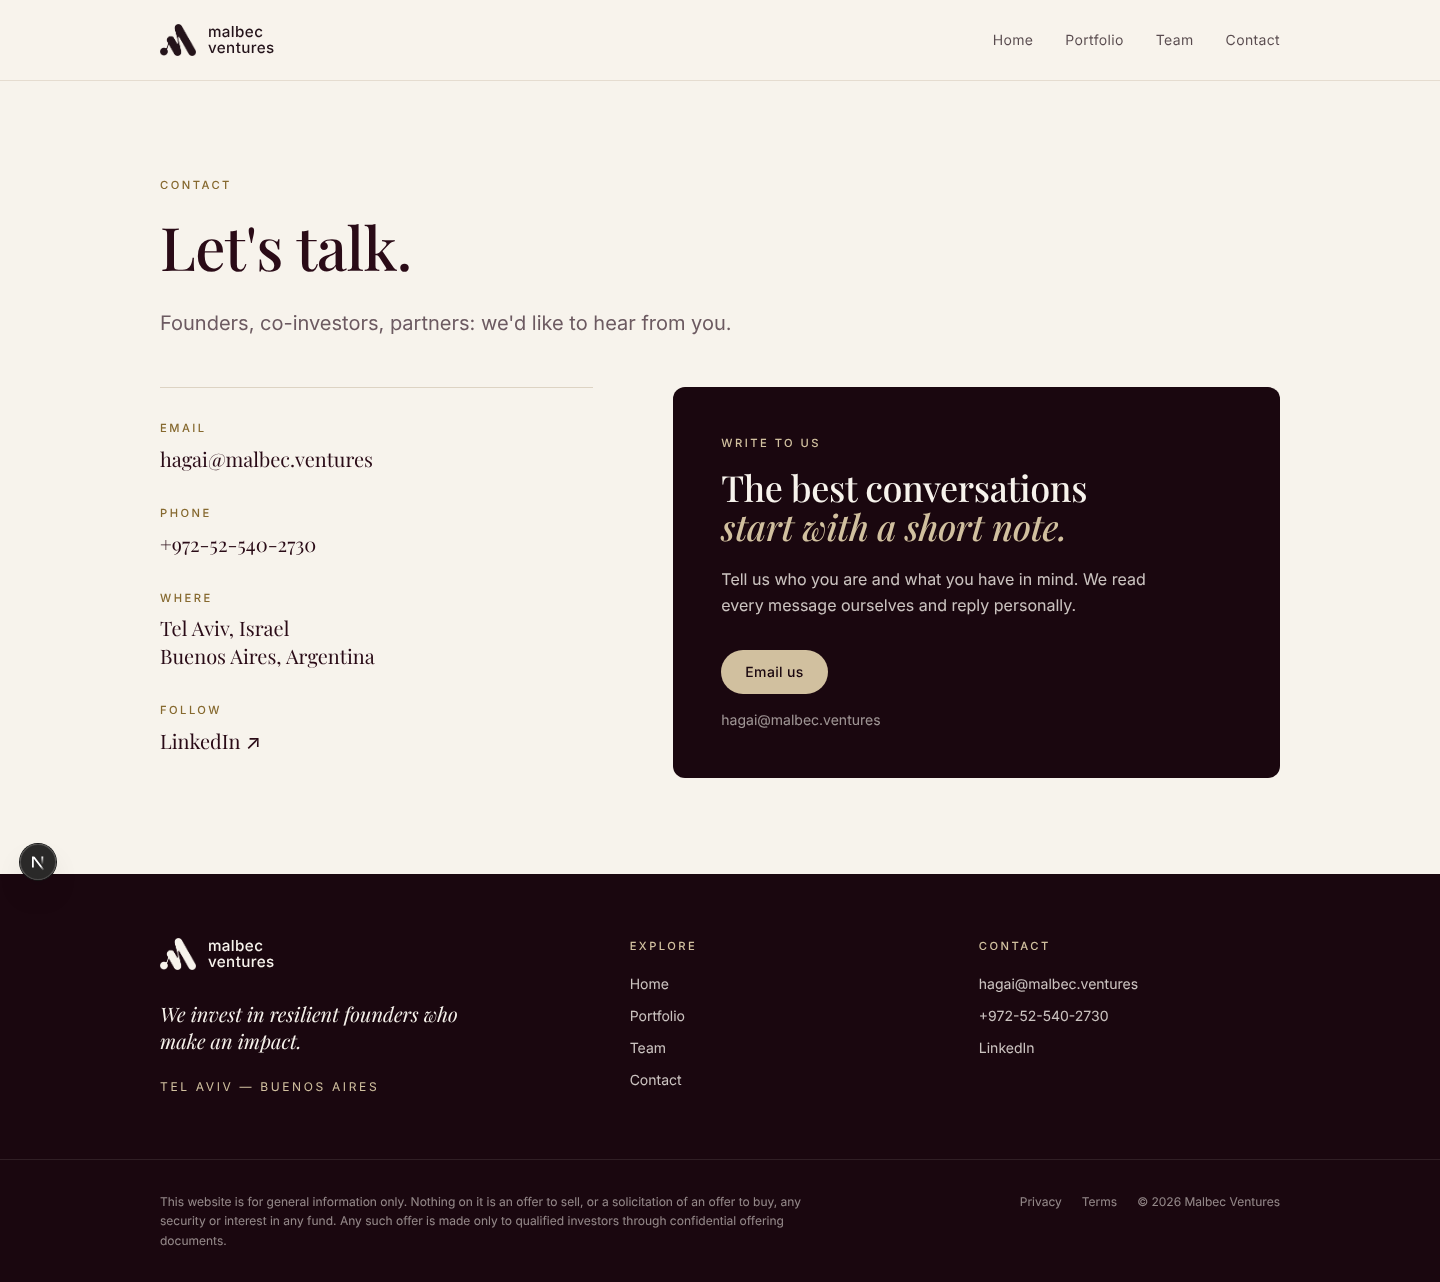 malbec
ventures
Home
Portfolio
Team
Contact
CONTACT
Let's talk.
Founders, co-investors, partners: we'd like to hear from you.
EMAIL
hagai@malbec.ventures
PHONE
+972-52-540-2730
WHERE
Tel Aviv, Israel
Buenos Aires, Argentina
FOLLOW
LinkedIn ↗
WRITE TO US
The best conversations
start with a short note.
Tell us who you are and what you have in mind. We read
every message ourselves and reply personally.
Email us
hagai@malbec.ventures
N
malbec
ventures
We invest in resilient founders who
make an impact.
TEL AVIV — BUENOS AIRES
EXPLORE
Home
Portfolio
Team
Contact
CONTACT
hagai@malbec.ventures
+972-52-540-2730
LinkedIn
This website is for general information only. Nothing on it is an offer to sell, or a solicitation of an offer to buy, any
security or interest in any fund. Any such offer is made only to qualified investors through confidential offering
documents.
Privacy
Terms
© 2026 Malbec Ventures